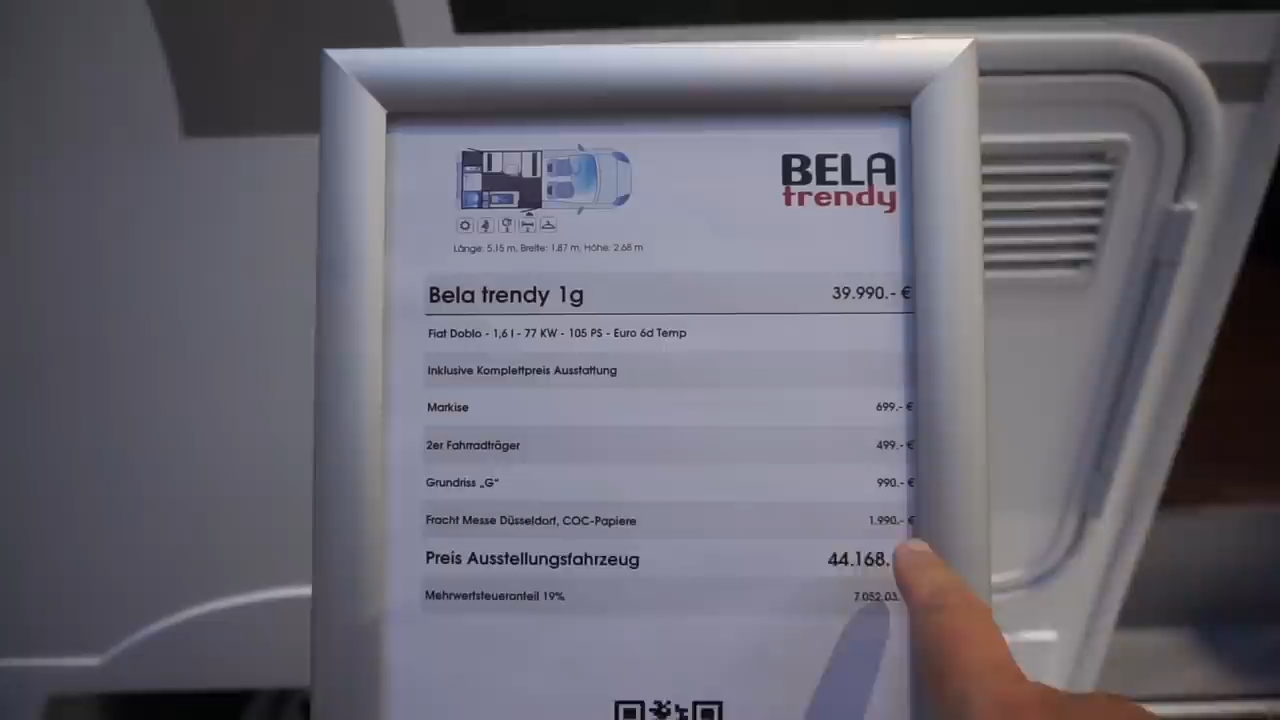 BELA
trendy
Länge: 5.15 m, Breite: 1.87 m, Höhe: 2.68 m
Bela trendy 1g 39.990.- €
Fiat Doblo - 1,6 l - 77 KW - 105 PS - Euro 6d Temp
Inklusive Komplettpreis Ausstattung
Markise 699.- €
2er Fahrradträger 499.- €
Grundriss „G“ 990.- €
Fracht Messe Düsseldorf, COC-Papiere 1.990.- €
Preis Ausstellungsfahrzeug 44.168.
Mehrwertsteueranteil 19% 7.052,03